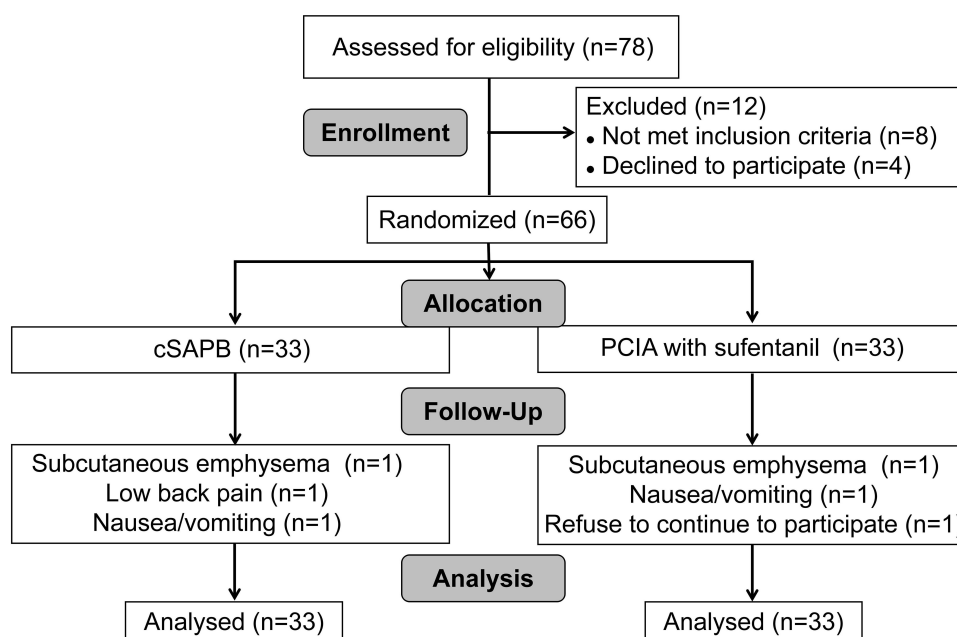 Assessed for eligibility (n=78)
Enrollment
Excluded (n=12)
• Not met inclusion criteria (n=8)
• Declined to participate (n=4)
Randomized (n=66)
Allocation
cSAPB (n=33)
PCIA with sufentanil (n=33)
Follow-Up
Subcutaneous emphysema (n=1)
Low back pain (n=1)
Nausea/vomiting (n=1)
Subcutaneous emphysema (n=1)
Nausea/vomiting (n=1)
Refuse to continue to participate (n=1)
Analysis
Analysed (n=33)
Analysed (n=33)